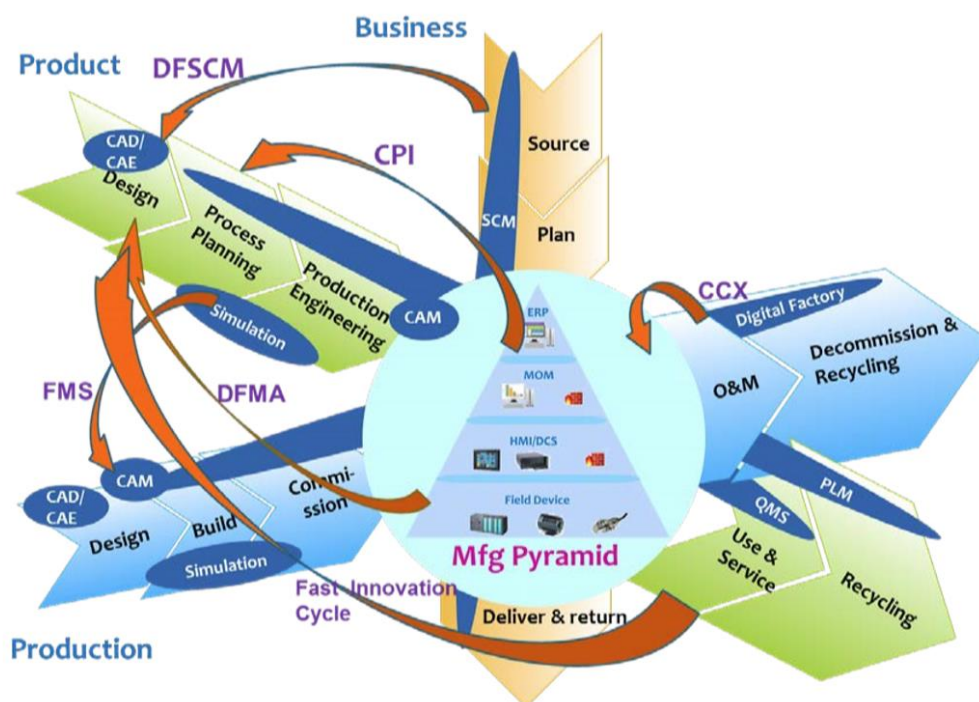 Business
Product
DFSCM
CAD/
CAE
Design
CPI
Source
SCM
Plan
Process
Planning
Production
Engineering
CAM
Simulation
CCX
Digital Factory
Decommission &
Recycling
O&M
ERP
MOM
HMI/DCS
Field Device
Mfg Pyramid
FMS
DFMA
CAM
CAD/
CAE
Design
Build
Commi-
ssion
Simulation
PLM
QMS
Use &
Service
Recycling
Fast Innovation
Cycle
Deliver & return
Production